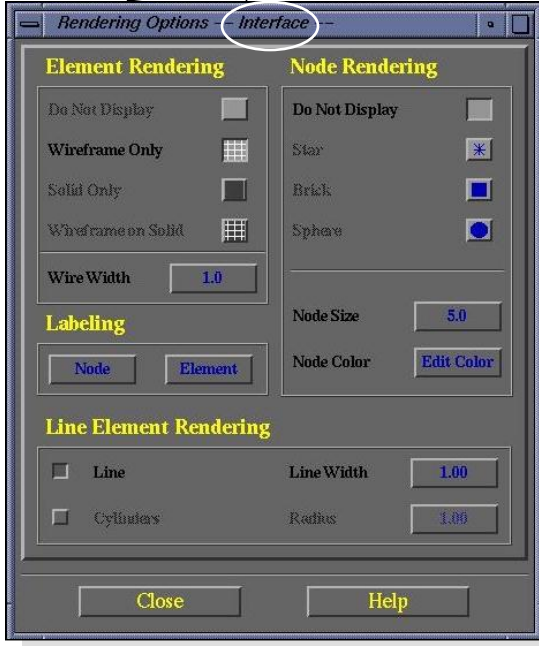 Rendering Options -- Interface --
Element Rendering
Do Not Display
Wireframe Only
Solid Only
Wireframe on Solid
Wire Width 1.0
Node Rendering
Do Not Display
Star
Brick
Sphere
Node Size 5.0
Node Color Edit Color
Labeling
Node Element
Line Element Rendering
Line Line Width 1.00
Cylinders Radius 1.00
Close Help